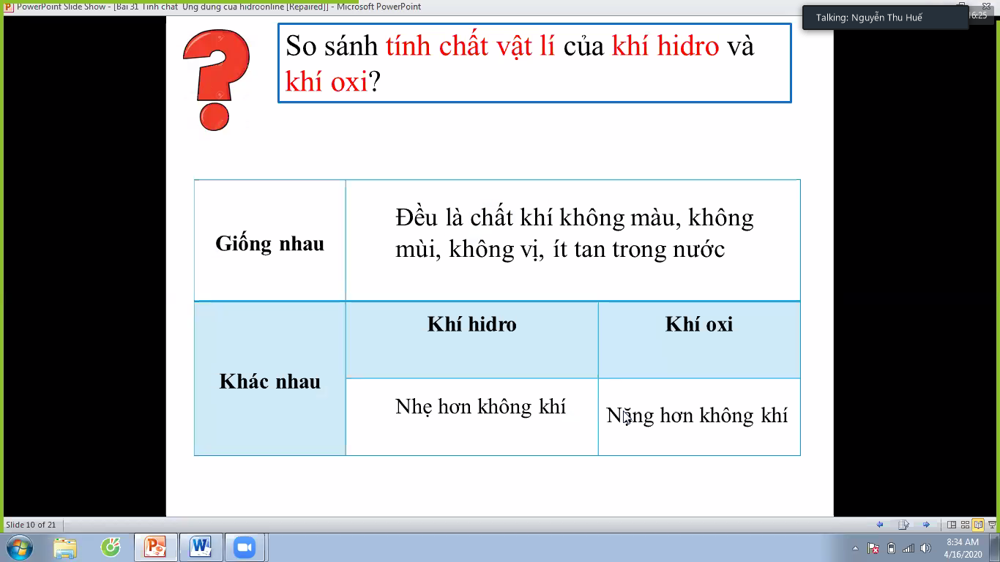 PowerPoint Slide Show - [Bai 31 Tinh chat Ung dung cua hidroonline [Repaired]] - Microsoft PowerPoint
Talking: Nguyễn Thu Huế
16:25
So sánh tính chất vật lí của khí hidro và
khí oxi?
Giống nhau
Đều là chất khí không màu, không
mùi, không vị, ít tan trong nước
Khác nhau
Khí hidro
Khí oxi
Nhẹ hơn không khí
Nặng hơn không khí
Slide 10 of 21
8:34 AM
4/16/2020